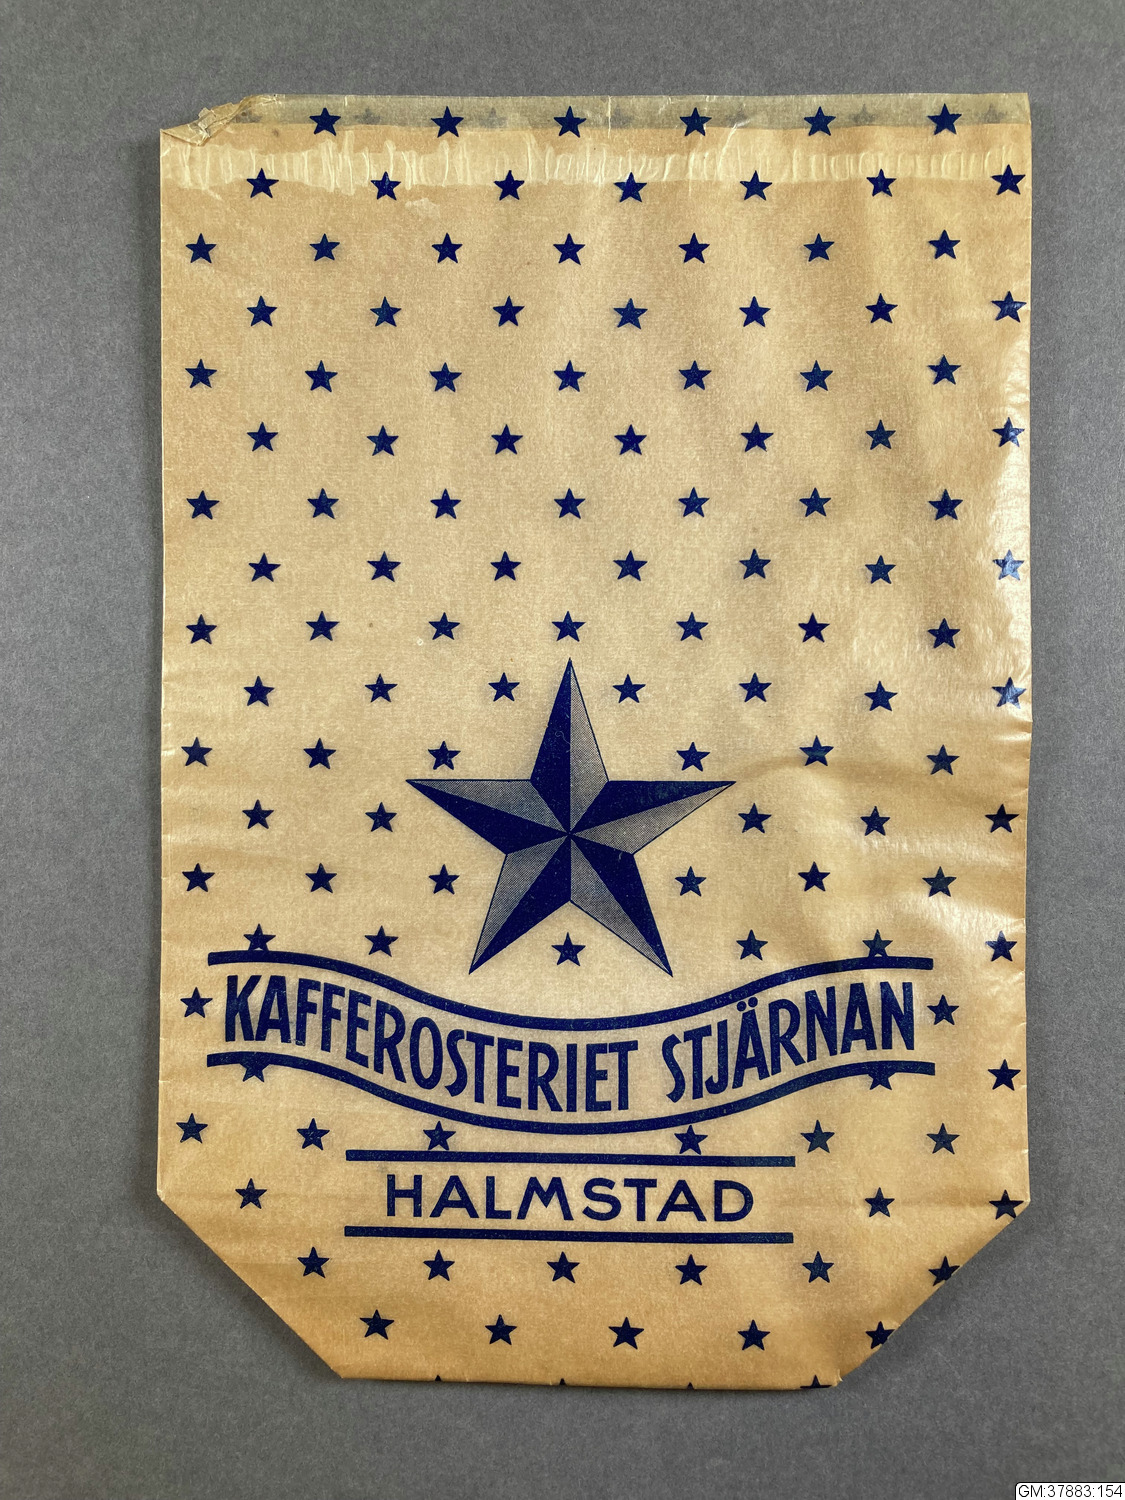 KAFFEROSTERIET STJÄRNAN
HALMSTAD
GM:37883:154